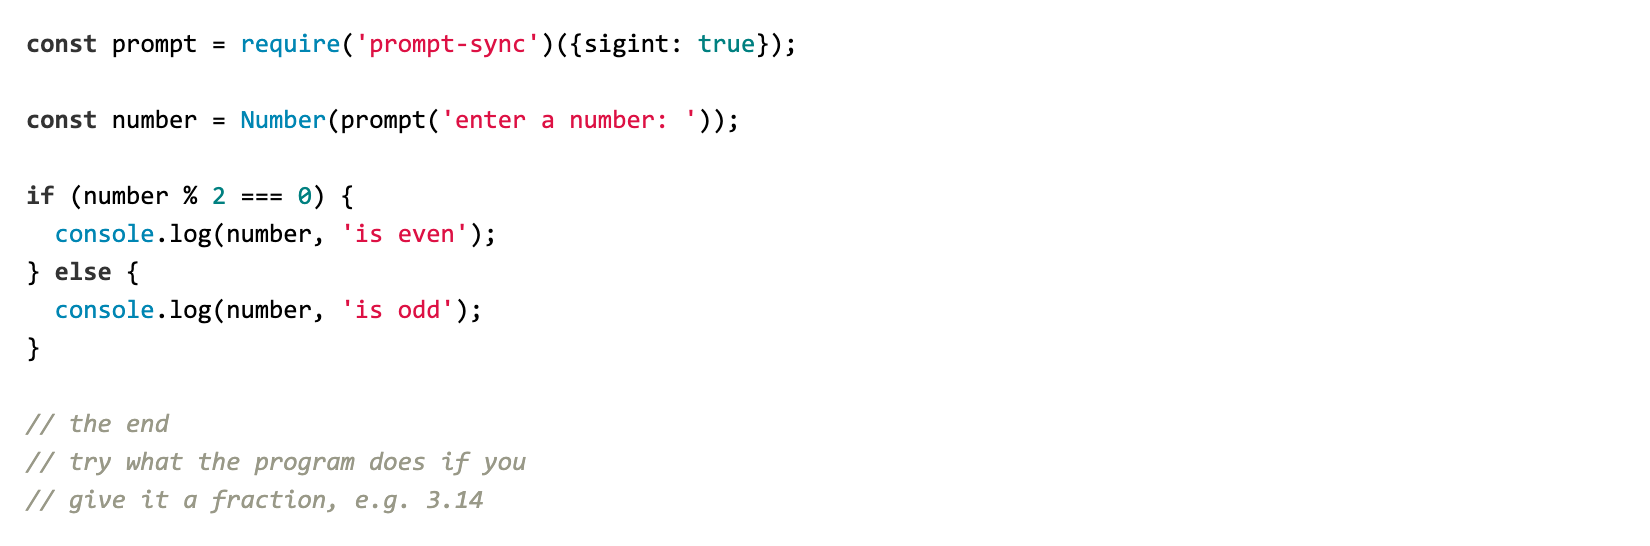 const prompt = require('prompt-sync')({sigint: true});
const number = Number(prompt('enter a number: '));
if (number % 2 === 0) {
  console.log(number, 'is even');
} else {
  console.log(number, 'is odd');
}
// the end
// try what the program does if you
// give it a fraction, e.g. 3.14